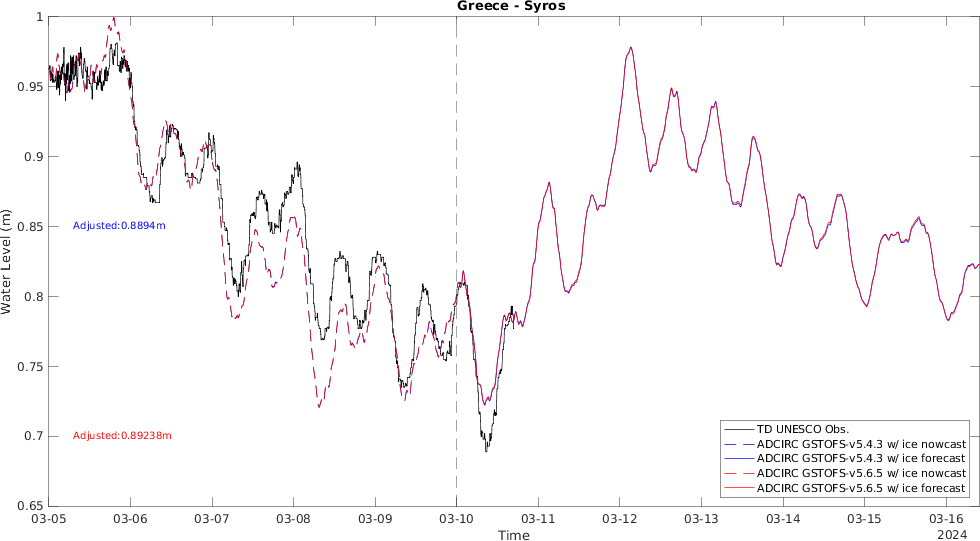 Greece - Syros
1
0.95
0.9
0.85
0.8
0.75
0.7
0.65
Water Level (m)
Adjusted:0.8894m
Adjusted:0.89238m
TD UNESCO Obs.
ADCIRC GSTOFS-v5.4.3 w/ ice nowcast
ADCIRC GSTOFS-v5.4.3 w/ ice forecast
ADCIRC GSTOFS-v5.6.5 w/ ice nowcast
ADCIRC GSTOFS-v5.6.5 w/ ice forecast
03-05 03-06 03-07 03-08 03-09 03-10 03-11 03-12 03-13 03-14 03-15 03-16
Time
2024